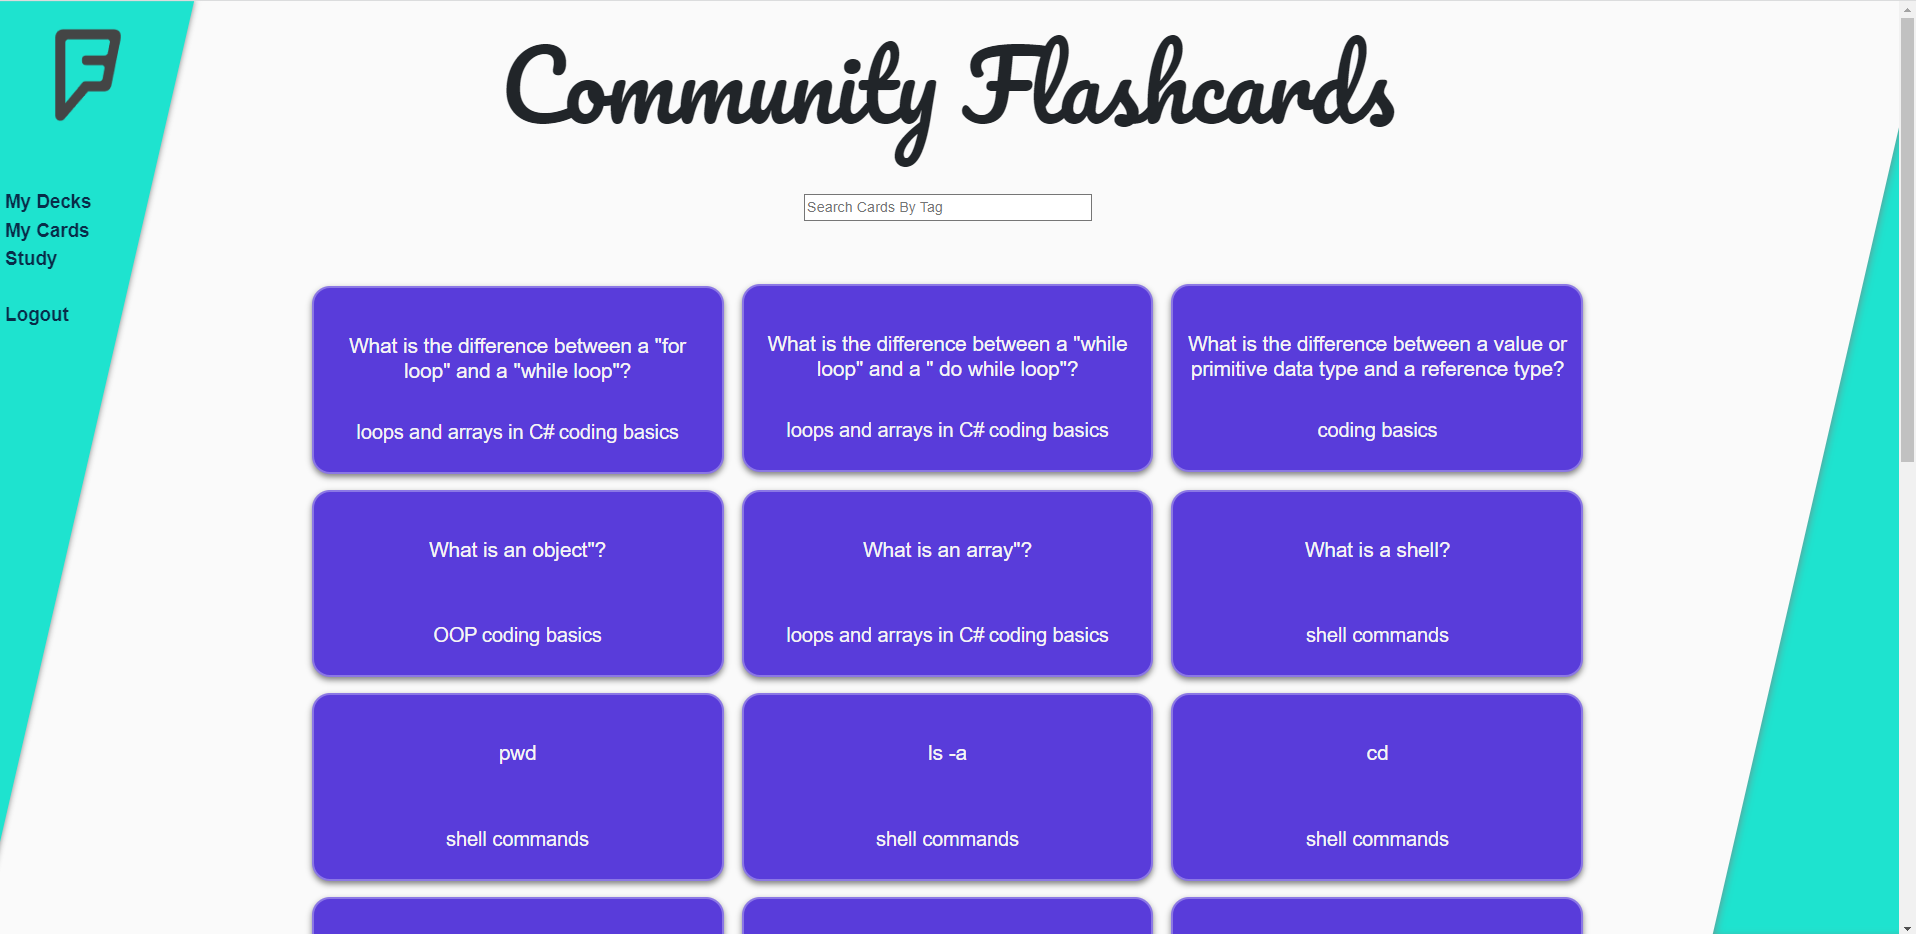 Community Flashcards
Search Cards By Tag
My Decks
My Cards
Study
Logout
What is the difference between a "for
loop" and a "while loop"?
loops and arrays in C# coding basics
What is the difference between a "while
loop" and a " do while loop"?
loops and arrays in C# coding basics
What is the difference between a value or
primitive data type and a reference type?
coding basics
What is an object"?
OOP coding basics
What is an array"?
loops and arrays in C# coding basics
What is a shell?
shell commands
pwd
shell commands
ls -a
shell commands
cd
shell commands